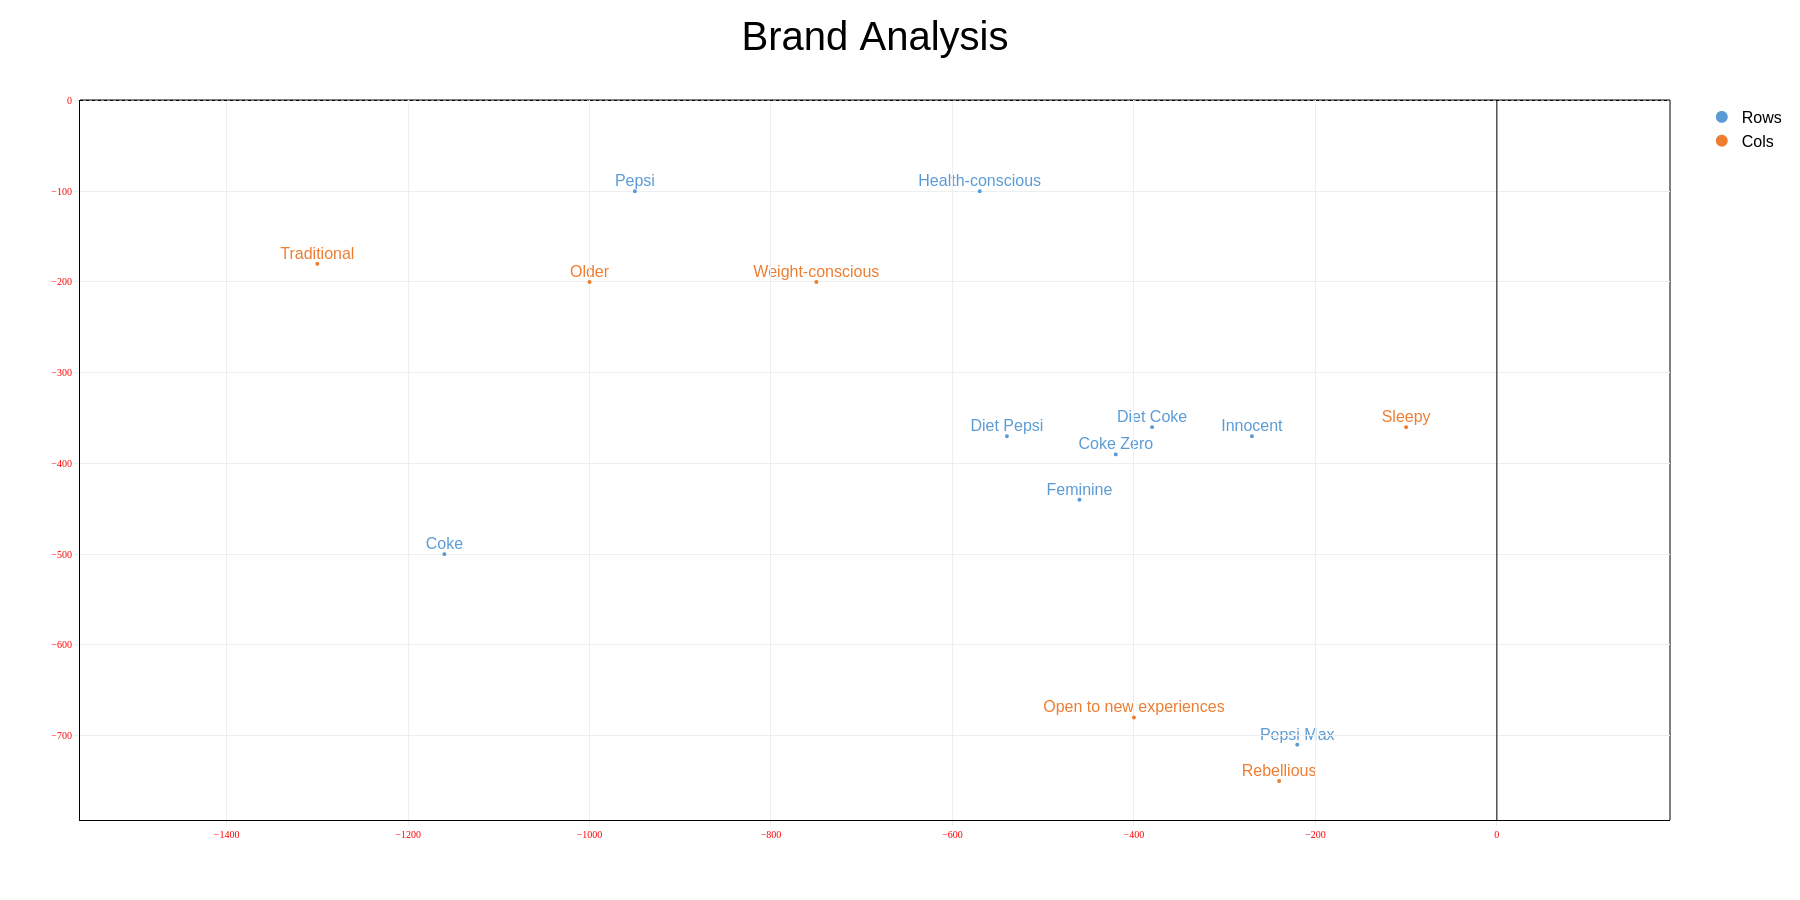 Brand Analysis
0
Rows
Cols
Pepsi
Health-conscious
−100
Traditional
Older
Weight-conscious
−200
−300
Diet Pepsi
Diet Coke
Innocent
Sleepy
Coke Zero
−400
Feminine
Coke
−500
−600
Open to new experiences
Pepsi Max
−700
Rebellious
−1400
−1200
−1000
−800
−600
−400
−200
0